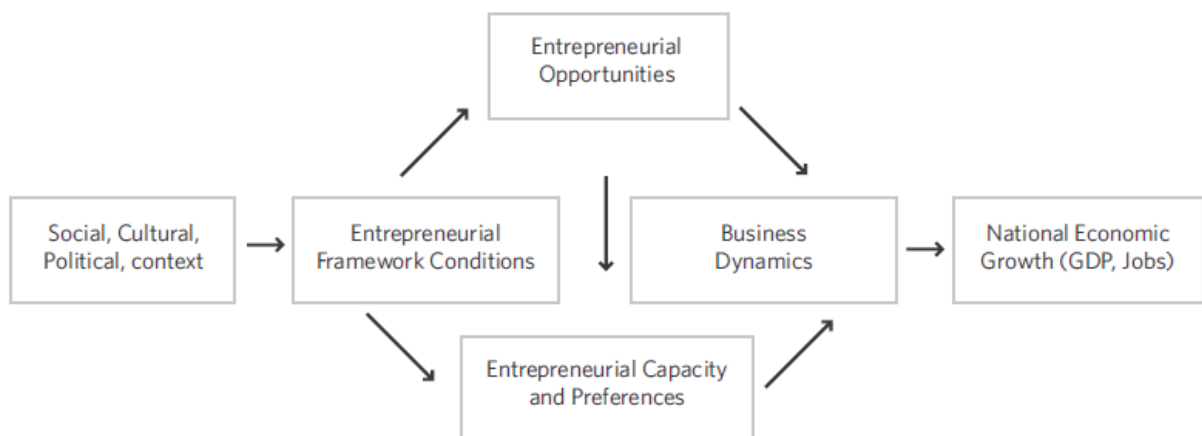 Entrepreneurial
Opportunities
Social, Cultural,
Political, context
Entrepreneurial
Framework Conditions
Business
Dynamics
National Economic
Growth (GDP, Jobs)
Entrepreneurial Capacity
and Preferences